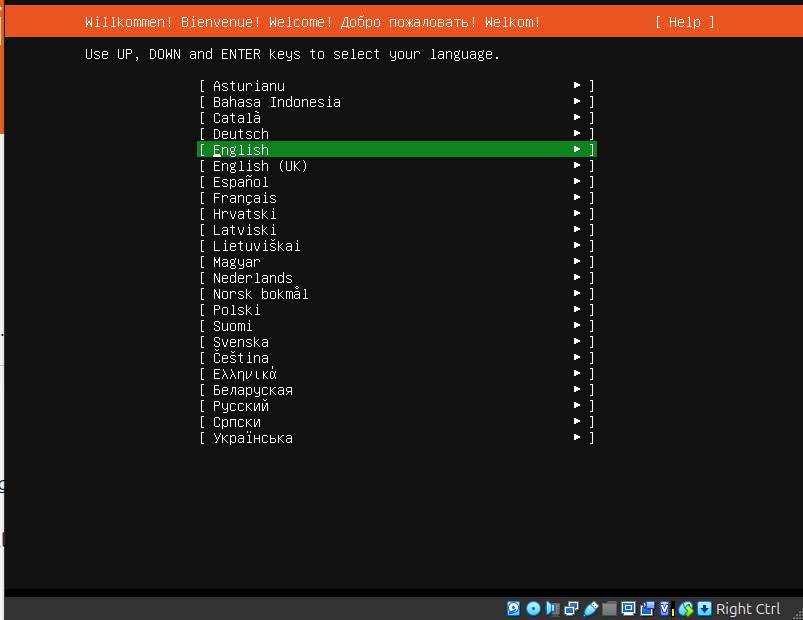 Willkommen! Bienvenue! Welcome! Добро пожаловать! Welkom! [ Help ]
Use UP, DOWN and ENTER keys to select your language.
[ Asturianu ► ]
[ Bahasa Indonesia ► ]
[ Català ► ]
[ Deutsch ► ]
[ English ► ]
[ English (UK) ► ]
[ Español ► ]
[ Français ► ]
[ Hrvatski ► ]
[ Latviski ► ]
[ Lietuviškai ► ]
[ Magyar ► ]
[ Nederlands ► ]
[ Norsk bokmål ► ]
[ Polski ► ]
[ Suomi ► ]
[ Svenska ► ]
[ Čeština ► ]
[ Ελληνικά ► ]
[ Беларуская ► ]
[ Русский ► ]
[ Српски ► ]
[ Українська ► ]
Right Ctrl